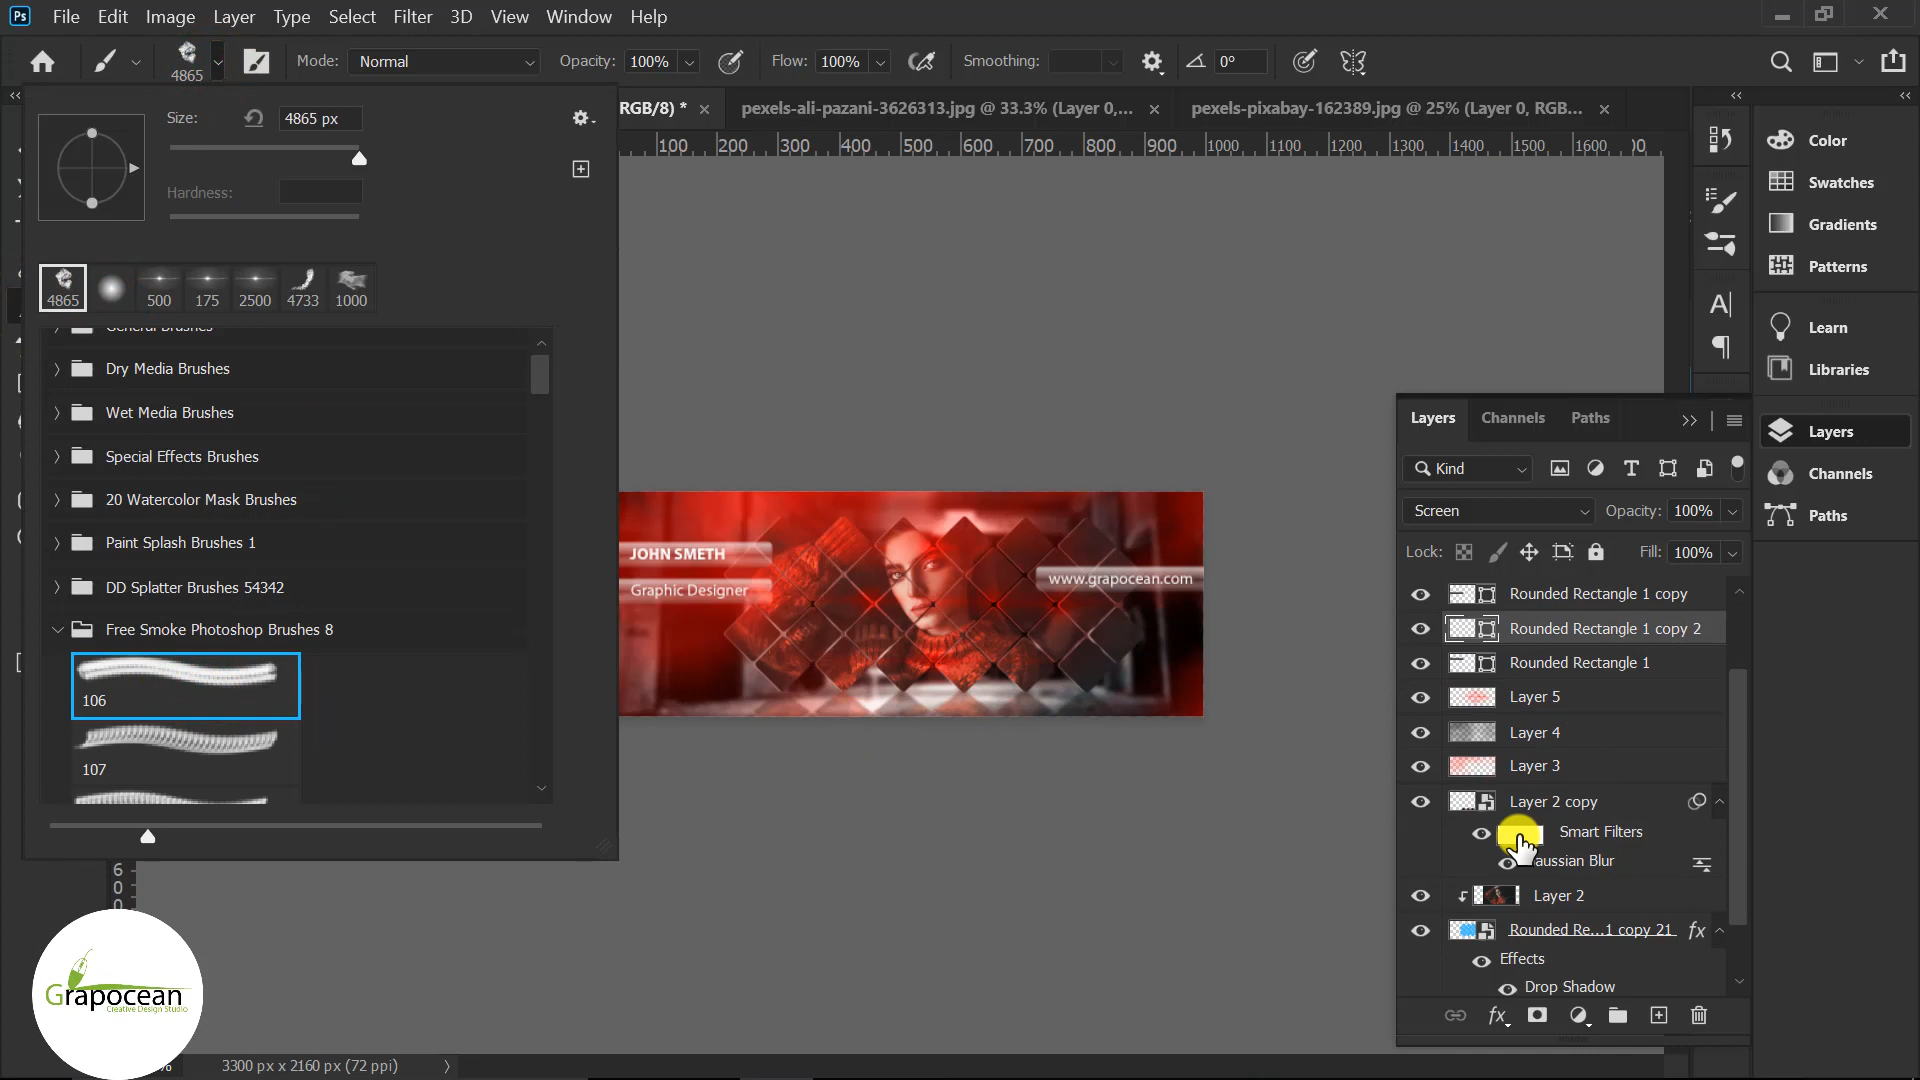 Ps File Edit Image Layer Type Select Filter 3D View Window Help
4865 Mode: Normal Opacity: 100% Flow: 100% Smoothing: 0°
RGB/8) * pexels-ali-pazani-3626313.jpg @ 33.3% (Layer 0,... pexels-pixabay-162389.jpg @ 25% (Layer 0, RGB...
Size: 4865 px
Hardness:
100 200 300 400 500 600 700 800 900 1000 1100 1200 1300 1400 1500 1600
4865 500 175 2500 4733 1000
General Brushes
Dry Media Brushes
Wet Media Brushes
Special Effects Brushes
20 Watercolor Mask Brushes
Paint Splash Brushes 1
DD Splatter Brushes 54342
Free Smoke Photoshop Brushes 8
106
107
JOHN SMETH
Graphic Designer
www.grapocean.com
Color
Swatches
Gradients
Patterns
Learn
Libraries
Layers
Channels
Paths
Layers Channels Paths
Kind
Screen Opacity: 100%
Lock: Fill: 100%
Rounded Rectangle 1 copy
Rounded Rectangle 1 copy 2
Rounded Rectangle 1
Layer 5
Layer 4
Layer 3
Layer 2 copy
Smart Filters
aussian Blur
Layer 2
Rounded Re...1 copy 21 fx
Effects
Drop Shadow
fx
6
0
0
Grapocean
Creative Design Studio
% 3300 px x 2160 px (72 ppi)